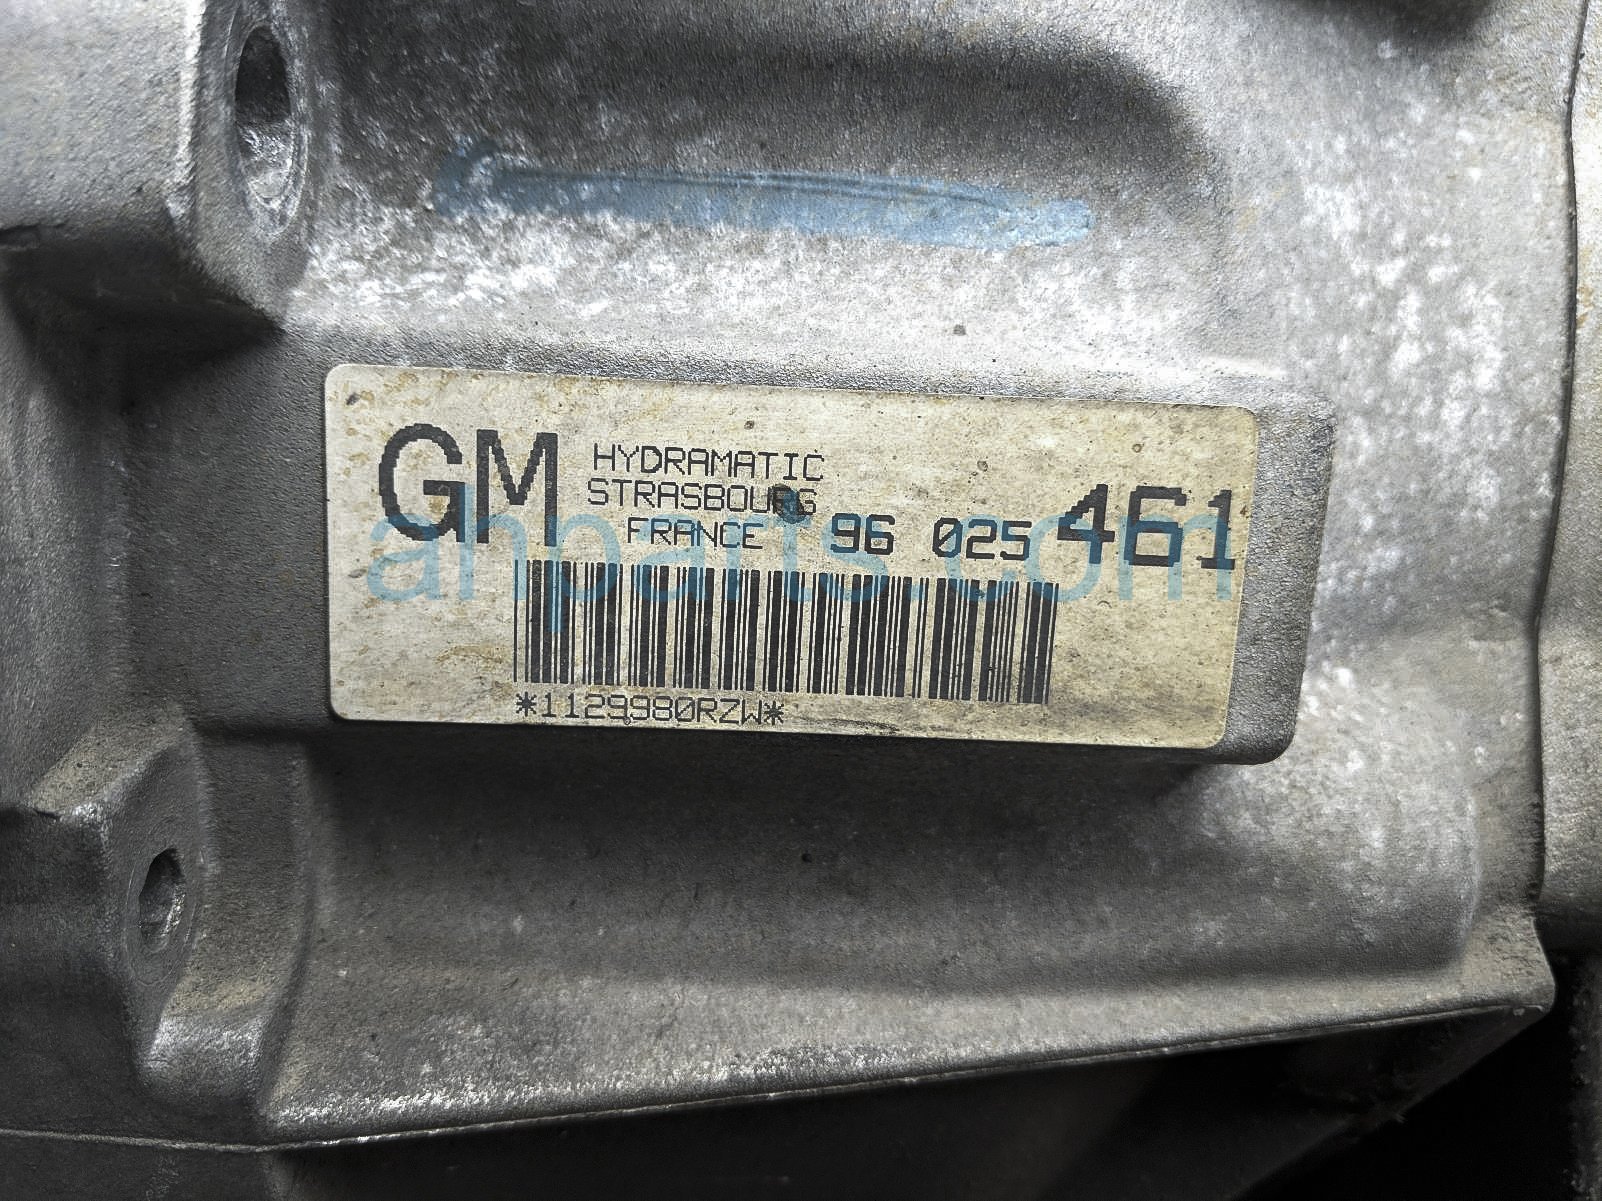 GM HYDRAMATIC
STRASBOURG
FRANCE 96 025 461
*1129980RZW*
ahparts.com